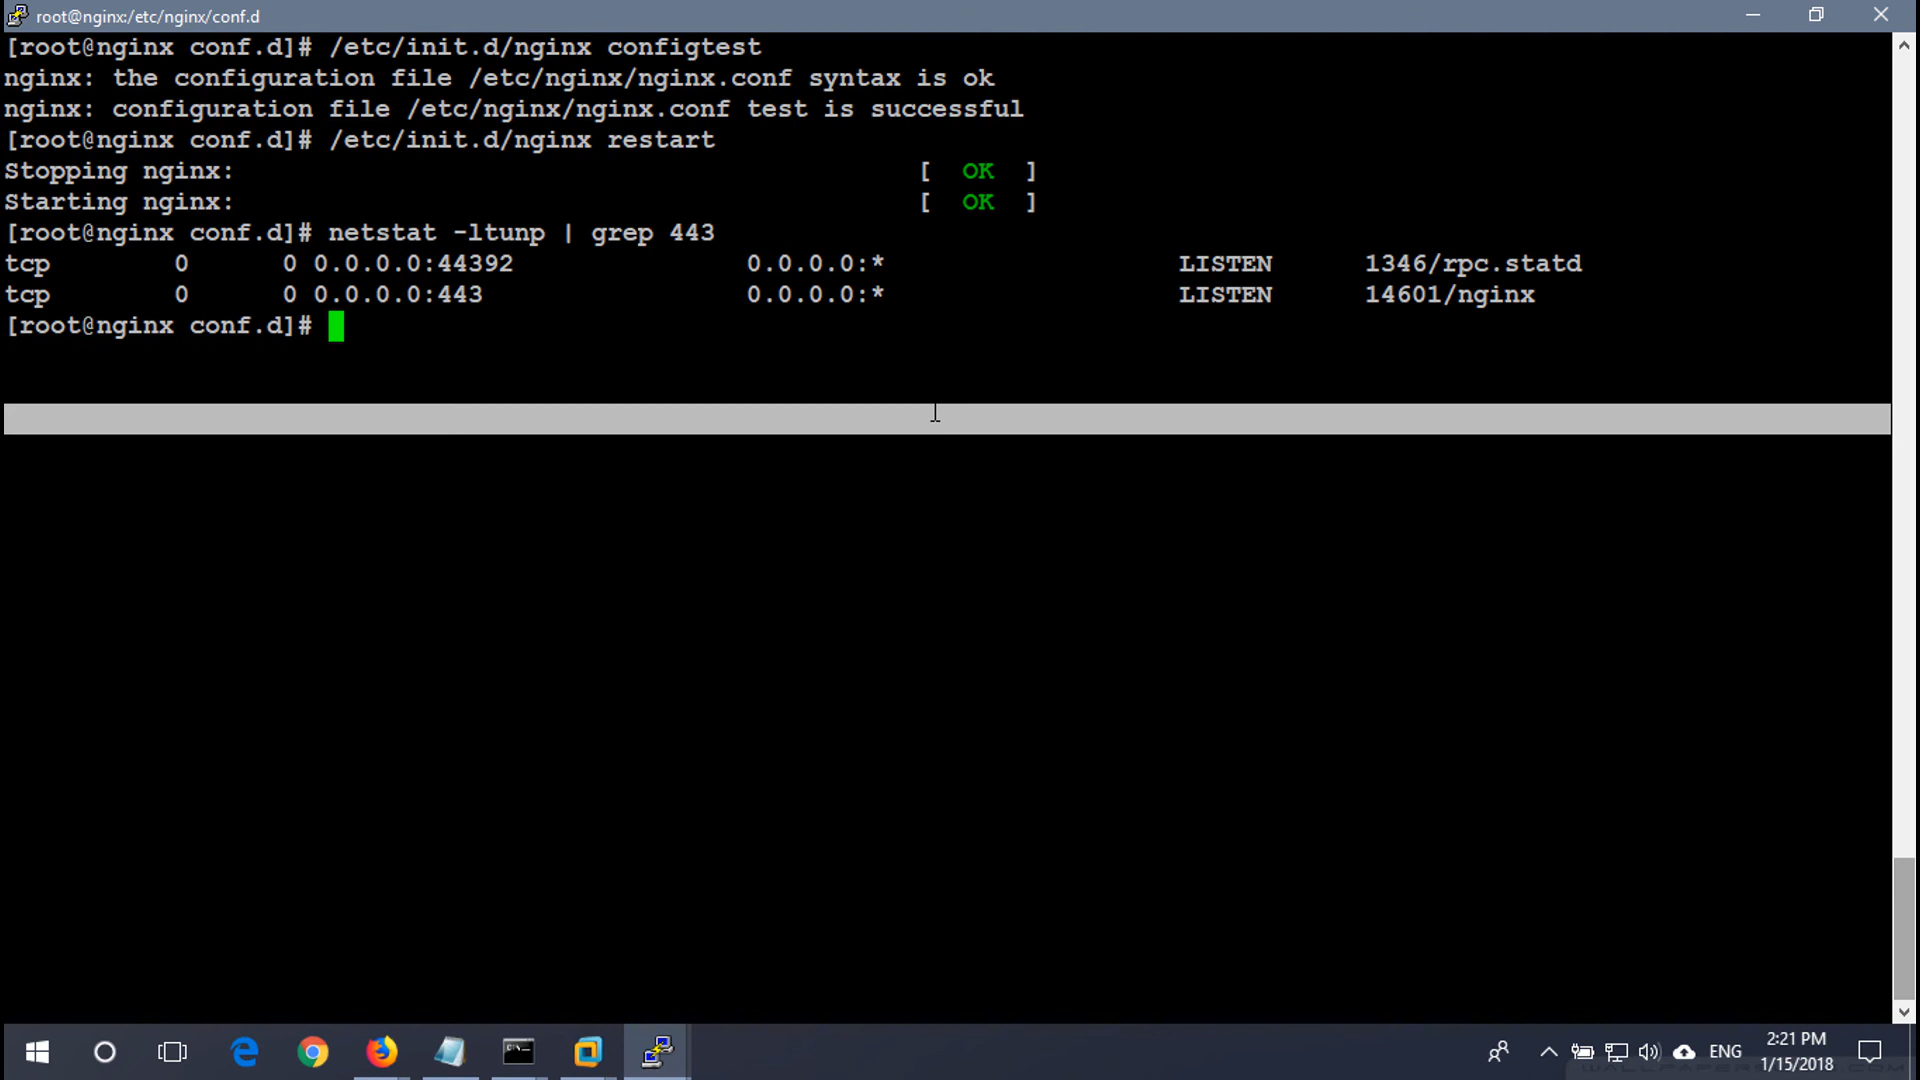 root@nginx:/etc/nginx/conf.d
[root@nginx conf.d]# /etc/init.d/nginx configtest
nginx: the configuration file /etc/nginx/nginx.conf syntax is ok
nginx: configuration file /etc/nginx/nginx.conf test is successful
[root@nginx conf.d]# /etc/init.d/nginx restart
Stopping nginx: [ OK ]
Starting nginx: [ OK ]
[root@nginx conf.d]# netstat -ltunp | grep 443
tcp 0 0 0.0.0.0:44392 0.0.0.0:* LISTEN 1346/rpc.statd
tcp 0 0 0.0.0.0:443 0.0.0.0:* LISTEN 14601/nginx
[root@nginx conf.d]#
ENG
2:21 PM
1/15/2018